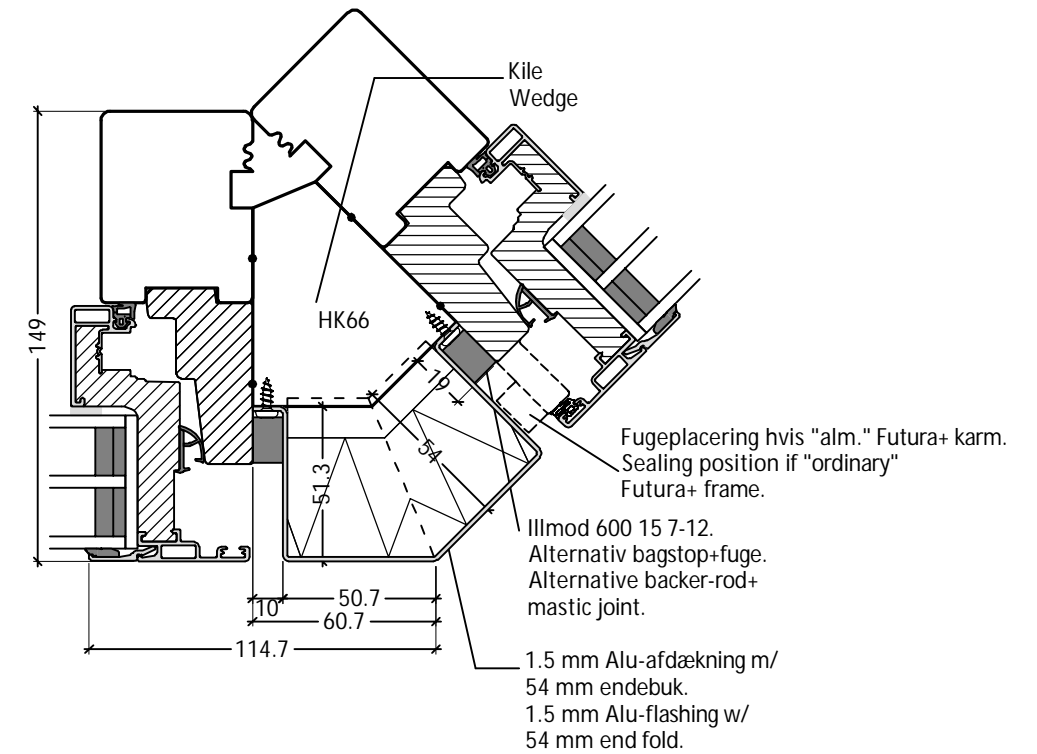 Kile
Wedge
HK66
149
19
54
51.3
Fugeplacering hvis "alm." Futura+ karm.
Sealing position if "ordinary"
Futura+ frame.
Illmod 600 15 7-12.
Alternativ bagstop+fuge.
Alternative backer-rod+
mastic joint.
10
50.7
60.7
114.7
1.5 mm Alu-afdækning m/
54 mm endebuk.
1.5 mm Alu-flashing w/
54 mm end fold.